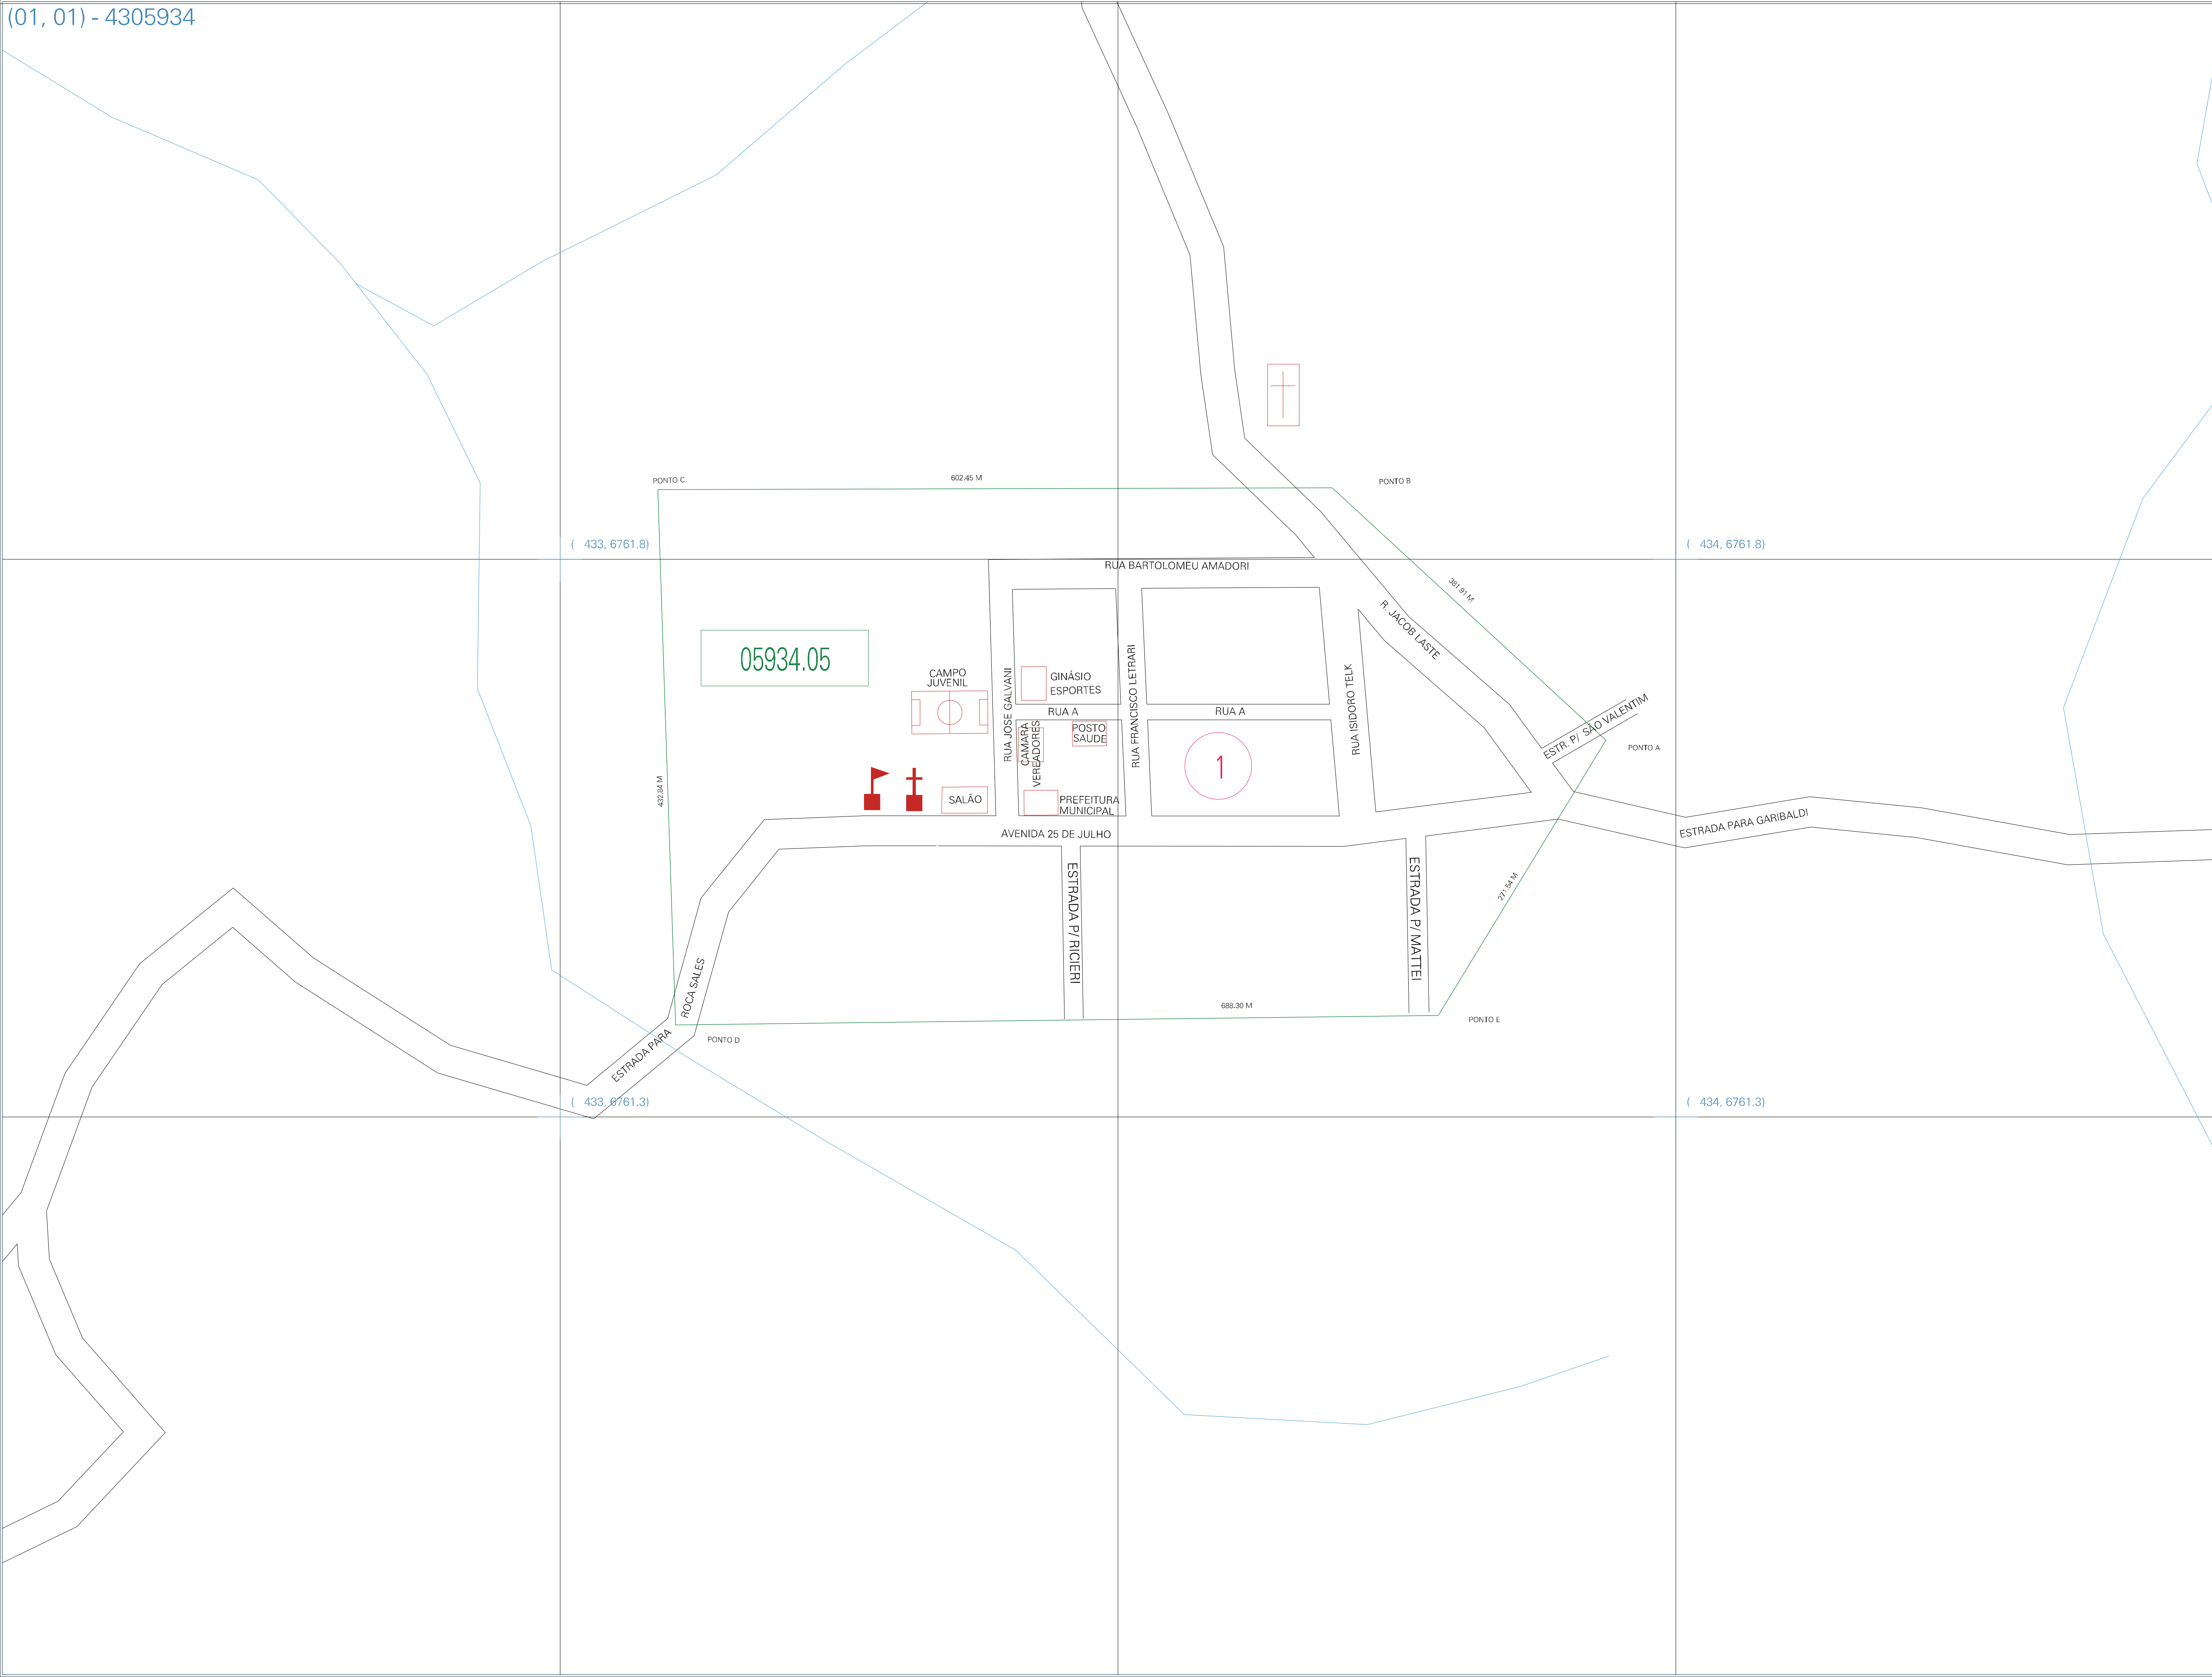 (01, 01) - 4305934
PONTO C
602.45 M
PONTO B
( 433, 6761.8)
( 434, 6761.8)
RUA BARTOLOMEU AMADORI
381.91 M
R. JACOB LASTE
05934.05
CAMPO
JUVENIL
RUA JOSE GALVANI
GINÁSIO
ESPORTES
RUA FRANCISCO LETRARI
RUA ISIDORO TELK
RUA A
RUA A
CAMARA
VEREADORES
POSTO
SAUDE
1
ESTR. P/ SÃO VALENTIM
PONTO A
432.84 M
SALÃO
PREFEITURA
MUNICIPAL
AVENIDA 25 DE JULHO
ESTRADA PARA GARIBALDI
ESTRADA P/ RICIERI
ESTRADA P/ MATTEI
271.54 M
ROCA SALES
ESTRADA PARA
688.30 M
PONTO E
PONTO D
( 433, 6761.3)
( 434, 6761.3)